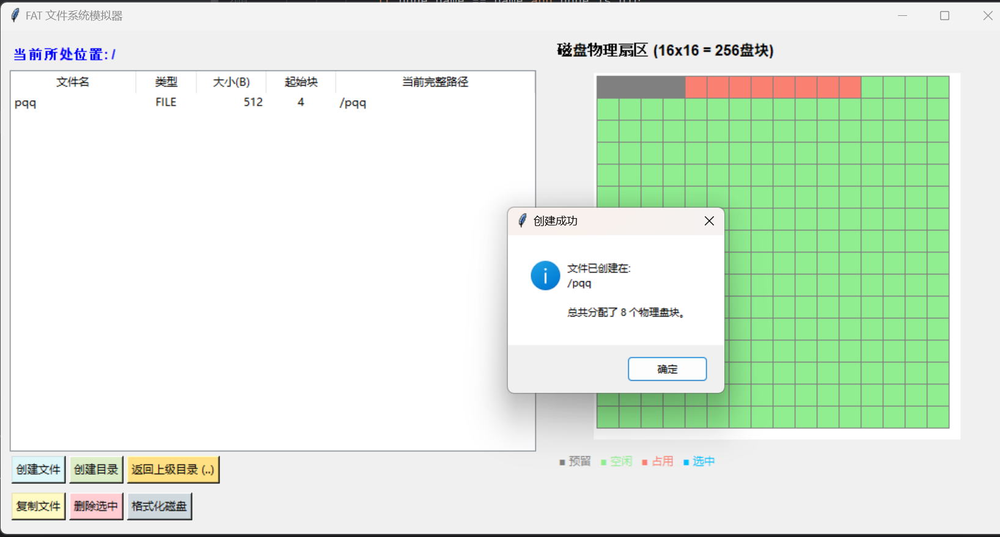 FAT 文件系统模拟器
当前所处位置: /
文件名 类型 大小(B) 起始块 当前完整路径
pqq FILE 512 4 /pqq
磁盘物理扇区 (16x16 = 256盘块)
创建成功
文件已创建在:
/pqq
总共分配了 8 个物理盘块。
确定
预留 空闲 占用 选中
创建文件 创建目录 返回上级目录 (..)
复制文件 删除选中 格式化磁盘